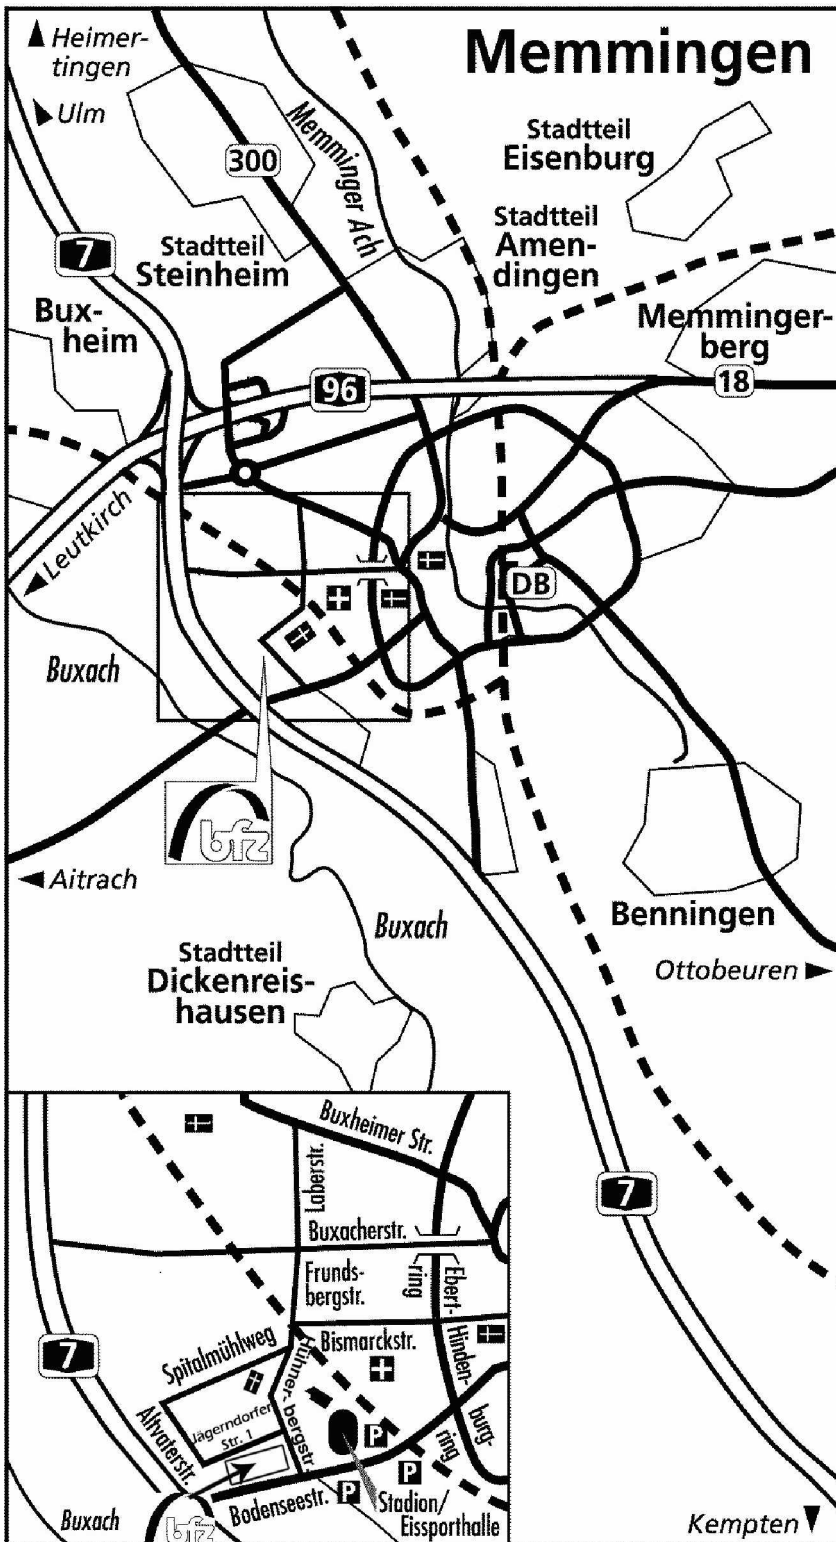 Memmingen
Heimer-
tingen
Ulm
300
Memminger Ach
Stadtteil
Eisenburg
Stadtteil
Amen-
dingen
7
Stadtteil
Steinheim
Bux-
heim
Memminger-
berg
96
18
Leutkirch
DB
Buxach
bfz
Aitrach
Buxach
Benningen
Stadtteil
Dickenreis-
hausen
Ottobeuren
7
Kempten
Buxheimer Str.
Laberstr.
Buxacherstr.
Frunds-
bergstr.
Ebert-
ring
Bismarckstr.
Spitalmühlweg
Hühner-
bergstr.
Hinden-
burg-
ring
7
Jägerndorfer
Str. 1
Altvaterstr.
P
P
P
Bodenseestr.
Stadion/
Eissporthalle
Buxach
bfz